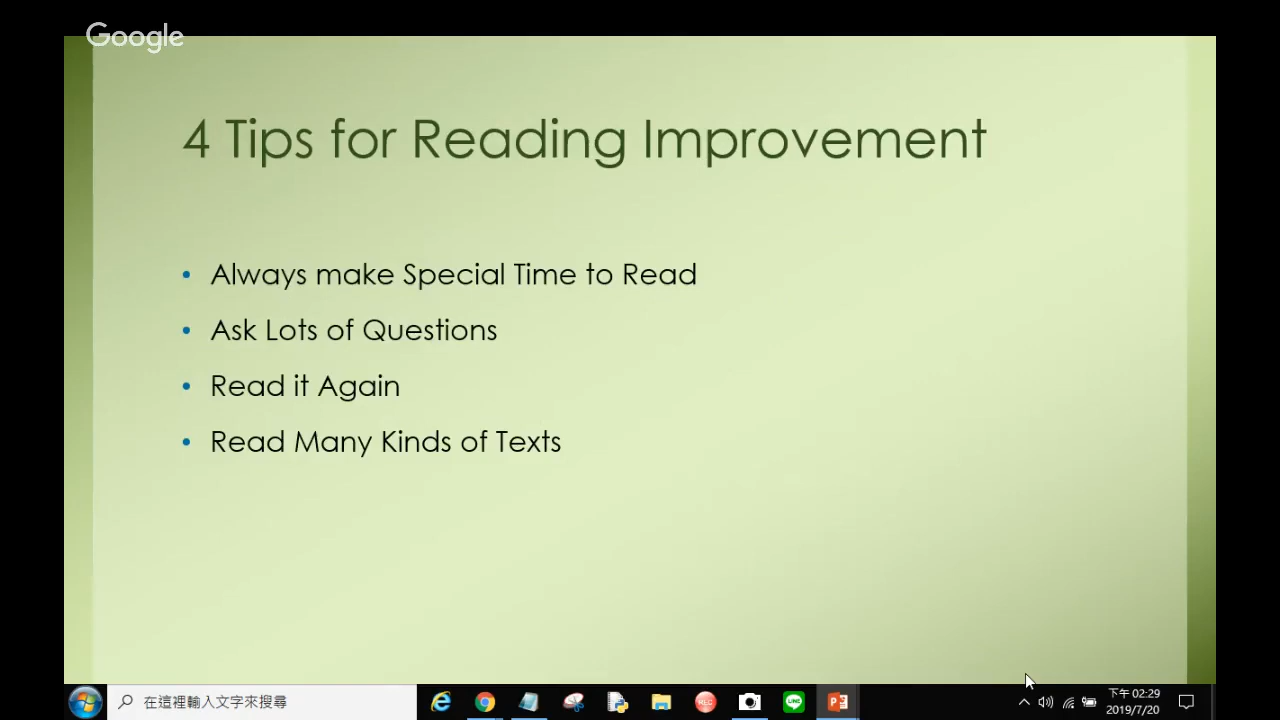 Google
4 Tips for Reading Improvement
• Always make Special Time to Read
• Ask Lots of Questions
• Read it Again
• Read Many Kinds of Texts
在這裡輸入文字來搜尋
下午 02:29
2019/7/20